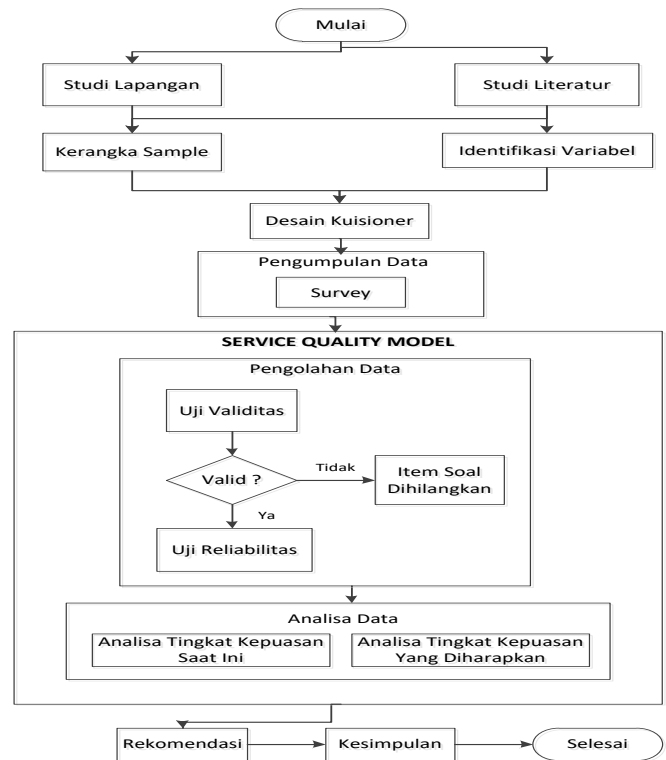 Mulai
Studi Lapangan
Studi Literatur
Kerangka Sample
Identifikasi Variabel
Desain Kuisioner
Pengumpulan Data
Survey
SERVICE QUALITY MODEL
Pengolahan Data
Uji Validitas
Valid ?
Tidak
Item Soal
Dihilangkan
Ya
Uji Reliabilitas
Analisa Data
Analisa Tingkat Kepuasan
Saat Ini
Analisa Tingkat Kepuasan
Yang Diharapkan
Rekomendasi
Kesimpulan
Selesai